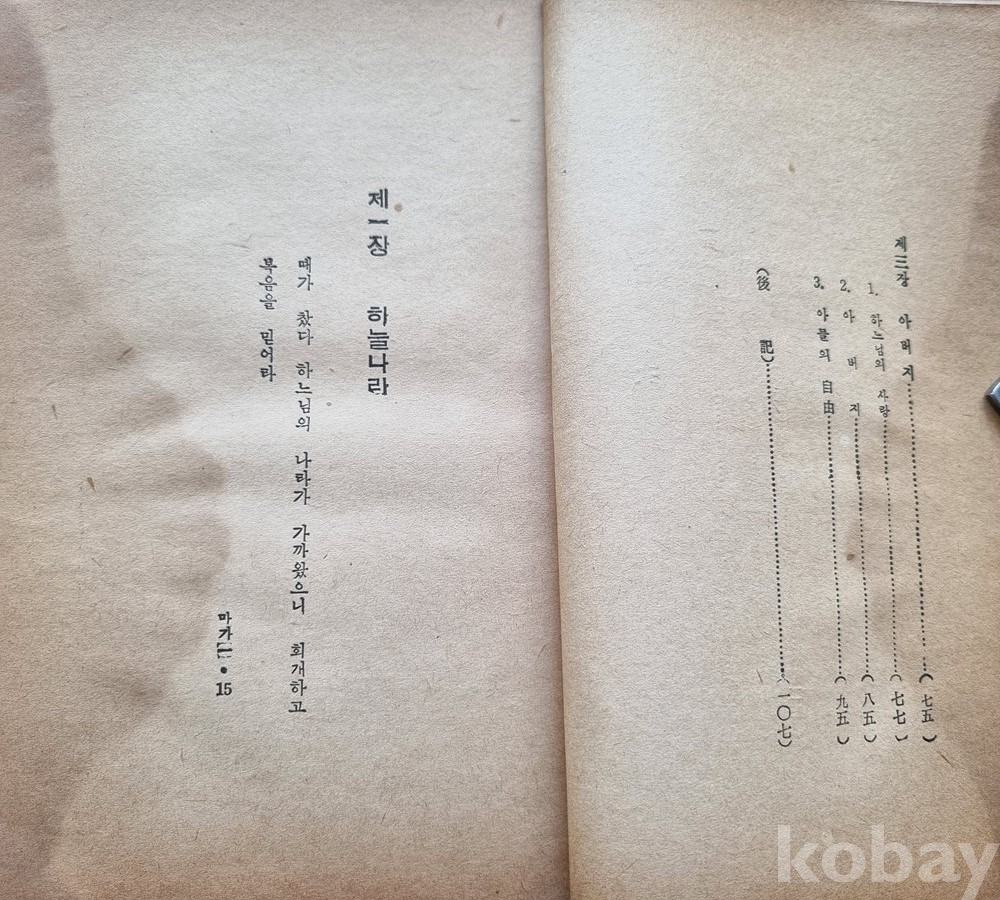 제三장 아버지 (七五)
1. 하느님의 사랑 (七七)
2. 아버지 (八五)
3. 아들의 自由 (九五)
(後記) (一〇七)
제一장 하늘나라
때가 찼다 하느님의 나라가 가까왔으니 회개하고
복음을 믿어라
마가一•15
kobay